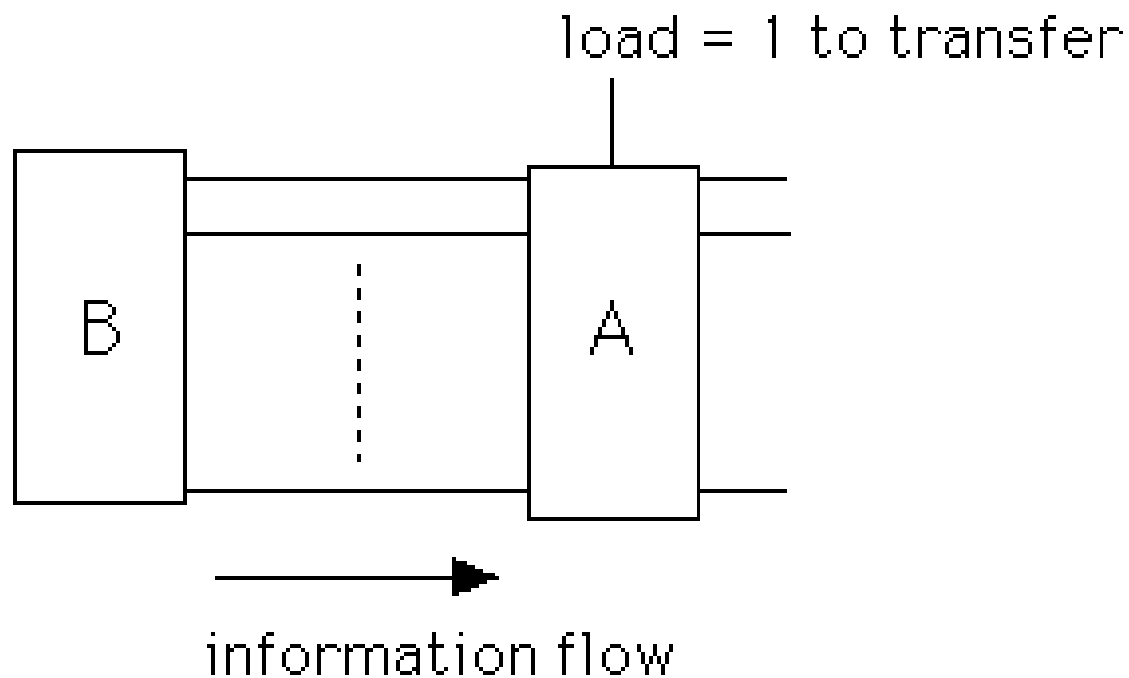 load = 1 to transfer
B
A
information flow